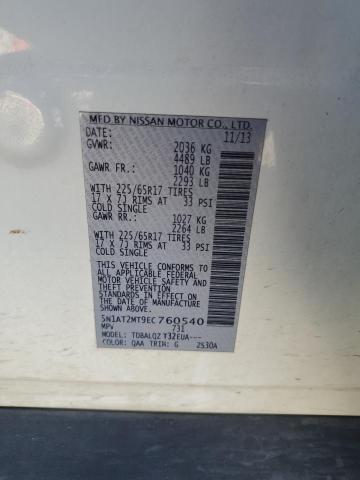 MFD BY NISSAN MOTOR CO., LTD.
DATE: 11/13
GVWR: 2036 KG
4489 LB
GAWR FR.: 1040 KG
2293 LB
WITH 225/65R17 TIRES
17 X 7J RIMS AT 33 PSI
COLD SINGLE
GAWR RR.: 1027 KG
2264 LB
WITH 225/65R17 TIRES
17 X 7J RIMS AT 33 PSI
COLD SINGLE
THIS VEHICLE CONFORMS
TO ALL APPLICABLE FEDERAL
MOTOR VEHICLE SAFETY AND
THEFT PREVENTION
STANDARDS IN EFFECT ON
THE DATE OF MANUFACTURE
SHOWN ABOVE.
5N1AT2MT9EC760540
MPV 731
MODEL: TDBALQZ Y32EUA---
COLOR: QAA TRIM: G 2S30A